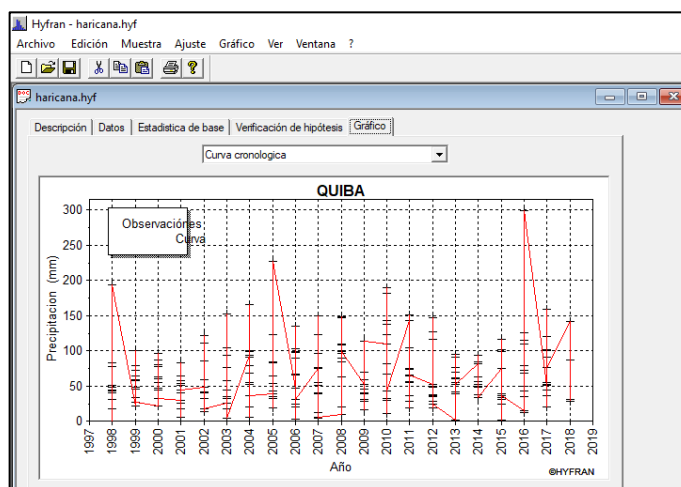 Hyfran - haricana.hyf
Archivo Edición Muestra Ajuste Gráfico Ver Ventana ?
haricana.hyf
Descripción Datos Estadistica de base Verificación de hipótesis Gráfico
Curva cronologica
QUIBA
Observaciónes
Curva
Precipitacion (mm)
300
250
200
150
100
50
0
1997 1998 1999 2000 2001 2002 2003 2004 2005 2006 2007 2008 2009 2010 2011 2012 2013 2014 2015 2016 2017 2018 2019
Año
©HYFRAN